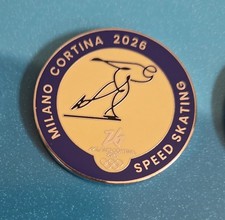 MILANO CORTINA 2026
SPEED SKATING